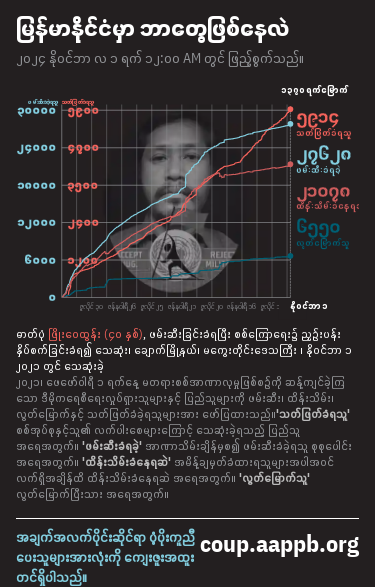 မြန်မာနိုင်ငံမှာ ဘာတွေဖြစ်နေလဲ
၂၀၂၄ နိုဝင်ဘာ လ ၁ ရက် ၁၂:၀၀ AM တွင် ဖြည့်စွက်သည်။
၁၃၇၀ ရက်မြောက်
ဖမ်းဆီးခံရသူ သတ်ဖြတ်ခံရသူ
၃၀၀၀၀ ၅၉၀၀
၅၉၁၄
သတ်ဖြတ်ခံရသူ
၂၄၀၀၀
၂၇၆၂၈
ဖမ်းဆီးခံရခဲ့
၁၈၀၀၀
၂၁၀၇၈
ထိန်းသိမ်းခံနေရ
၁၂၀၀၀
၆၅၅၀
လွတ်မြောက်သူ
၆၀၀၀
၀
ACCEPT REJECT
နိုဝင်ဘာ ၁
ဓာတ်ပုံ ဖြိုးဝေထွန်း (၄၀ နှစ်), ဖမ်းဆီးခြင်းခံရပြီး စစ်ကြောရေး၌ ညှဉ်းပန်း
နှိပ်စက်ခြင်းခံရ၍ သေဆုံး၊ ချောက်မြို့နယ်၊ မကွေးတိုင်းဒေသကြီး ၊ နိုဝင်ဘာ ၁
၂၀၂၁ တွင် သေဆုံးခဲ့
၂၀၂၁ ဖေဖော်ဝါရီ ၁ ရက်နေ့ မတရားစစ်အာဏာလုမှုဖြစ်စဉ်ကို ဆန့်ကျင်ခဲ့ကြ
သော ဒီမိုကရေစီရေးလှုပ်ရှားသူများနှင့် ပြည်သူများကို ဖမ်းဆီး၊ ထိန်းသိမ်း၊
လွတ်မြောက်နှင့် သတ်ဖြတ်ခံခဲ့ရသူများအား ဖော်ပြထားသည်။'သတ်ဖြတ်ခံရသူ'
စစ်အုပ်စုနှင့်သူ၏ လက်ပါးစေများကြောင့် သေဆုံးခဲ့ရသည့် ပြည်သူ
အရေအတွက်။ 'ဖမ်းဆီးခံရခဲ့' အာဏာသိမ်းချိန်မှစ၍ ဖမ်းဆီးခံခဲ့ရသူ စုစုပေါင်း
အရေအတွက်။ 'ထိန်းသိမ်းခံနေရဆဲ' အမိန့်ချမှတ်ခံထားရသူများအပါအဝင်
လက်ရှိအချိန်ထိ ထိန်းသိမ်းခံနေရဆဲ အရေအတွက်။ 'လွတ်မြောက်သူ'
လွတ်မြောက်ပြီးသား အရေအတွက်။
အချက်အလက်ပိုင်းဆိုင်ရာ ပံ့ပိုးကူညီ
ပေးသူများအားလုံးကို ကျေးဇူးအထူး
တင်ရှိပါသည်။
coup.aappb.org